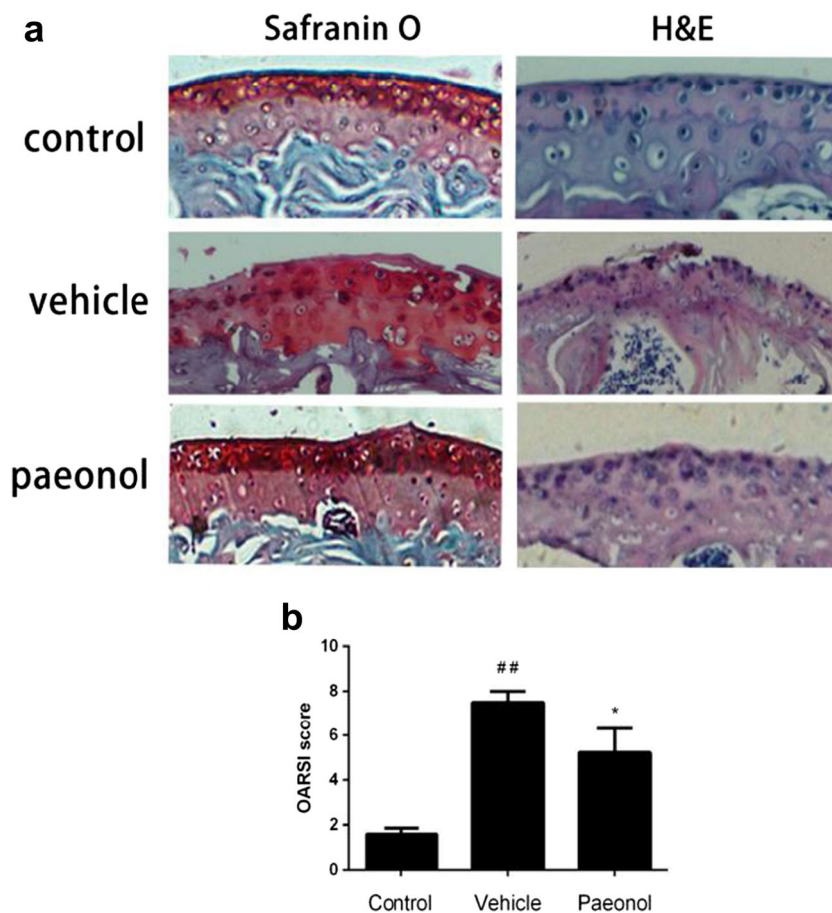 a
Safranin O
H&E
control
vehicle
paeonol
b
10
8
6
4
2
0
OARSI score
##
*
Control
Vehicle
Paeonol